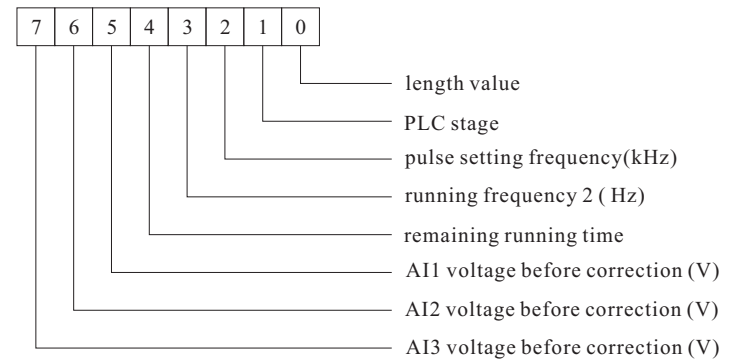 7 6 5 4 3 2 1 0
length value
PLC stage
pulse setting frequency(kHz)
running frequency 2 ( Hz)
remaining running time
AI1 voltage before correction (V)
AI2 voltage before correction (V)
AI3 voltage before correction (V)